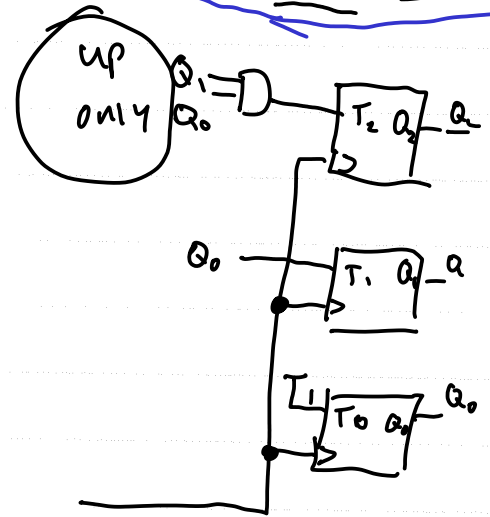 up
only
Q₁
Q₀
T₂ Q₂ Q₂
Q₀
T₁ Q₁ Q
1
T0 Q₀ Q₀